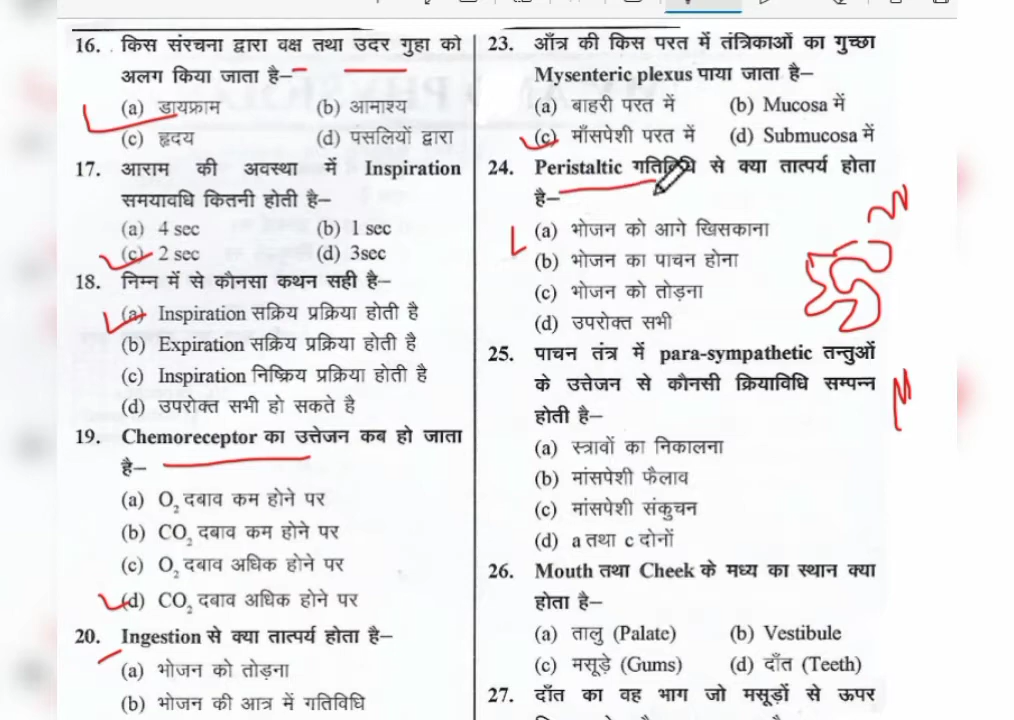 16. किस संरचना द्वारा वक्ष तथा उदर गुहा को
अलग किया जाता है–
(a) डायफ्राम (b) आमाश्य
(c) हृदय (d) पंसलियों द्वारा
17. आराम की अवस्था में Inspiration
समयावधि कितनी होती है–
(a) 4 sec (b) 1 sec
(c) 2 sec (d) 3sec
18. निम्न में से कौनसा कथन सही है–
(a) Inspiration सक्रिय प्रक्रिया होती है
(b) Expiration सक्रिय प्रक्रिया होती है
(c) Inspiration निष्क्रिय प्रक्रिया होती है
(d) उपरोक्त सभी हो सकते है
19. Chemoreceptor का उत्तेजन कब हो जाता
है–
(a) O₂ दबाव कम होने पर
(b) CO₂ दबाव कम होने पर
(c) O₂ दबाव अधिक होने पर
(d) CO₂ दबाव अधिक होने पर
20. Ingestion से क्या तात्पर्य होता है–
(a) भोजन को तोड़ना
(b) भोजन की आत्र में गतिविधि
23. आँत्र की किस परत में तंत्रिकाओं का गुच्छा
Mysenteric plexus पाया जाता है–
(a) बाहरी परत में (b) Mucosa में
(c) माँसपेशी परत में (d) Submucosa में
24. Peristaltic गतिविधि से क्या तात्पर्य होता
है–
(a) भोजन को आगे खिसकाना
(b) भोजन का पाचन होना
(c) भोजन को तोड़ना
(d) उपरोक्त सभी
25. पाचन तंत्र में para-sympathetic तन्तुओं
के उत्तेजन से कौनसी क्रियाविधि सम्पन्न
होती है–
(a) स्त्रावों का निकालना
(b) मांसपेशी फैलाव
(c) मांसपेशी संकुचन
(d) a तथा c दोनों
26. Mouth तथा Cheek के मध्य का स्थान क्या
होता है–
(a) तालु (Palate) (b) Vestibule
(c) मसूड़े (Gums) (d) दाँत (Teeth)
27. दाँत का वह भाग जो मसूड़ों से ऊपर